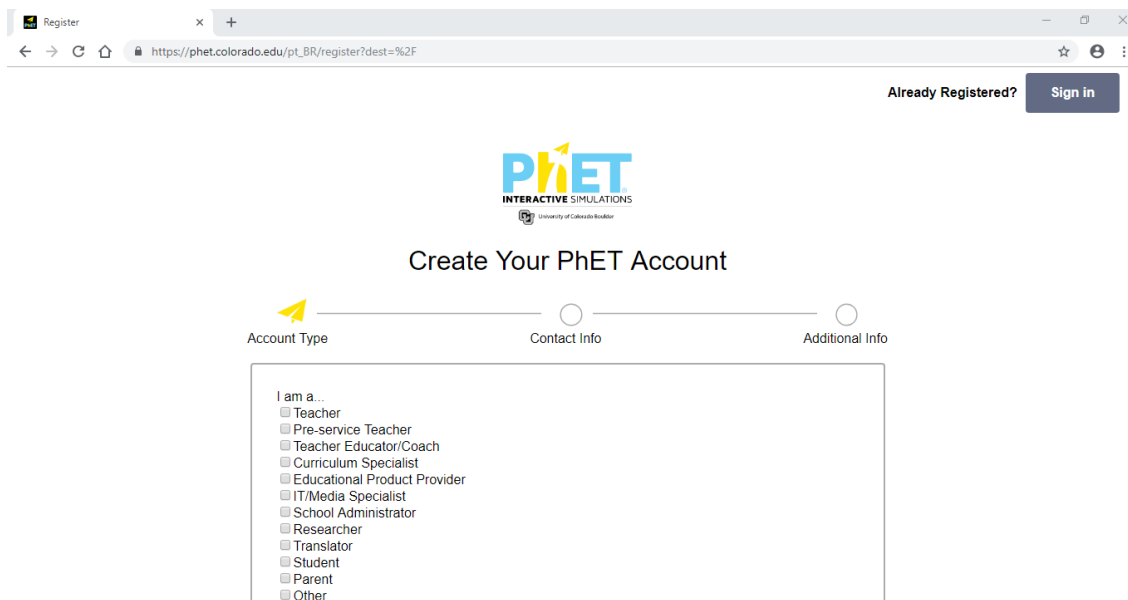 Register
https://phet.colorado.edu/pt_BR/register?dest=%2F
Already Registered? Sign in
PhET
INTERACTIVE SIMULATIONS
University of Colorado Boulder
Create Your PhET Account
Account Type Contact Info Additional Info
I am a...
Teacher
Pre-service Teacher
Teacher Educator/Coach
Curriculum Specialist
Educational Product Provider
IT/Media Specialist
School Administrator
Researcher
Translator
Student
Parent
Other